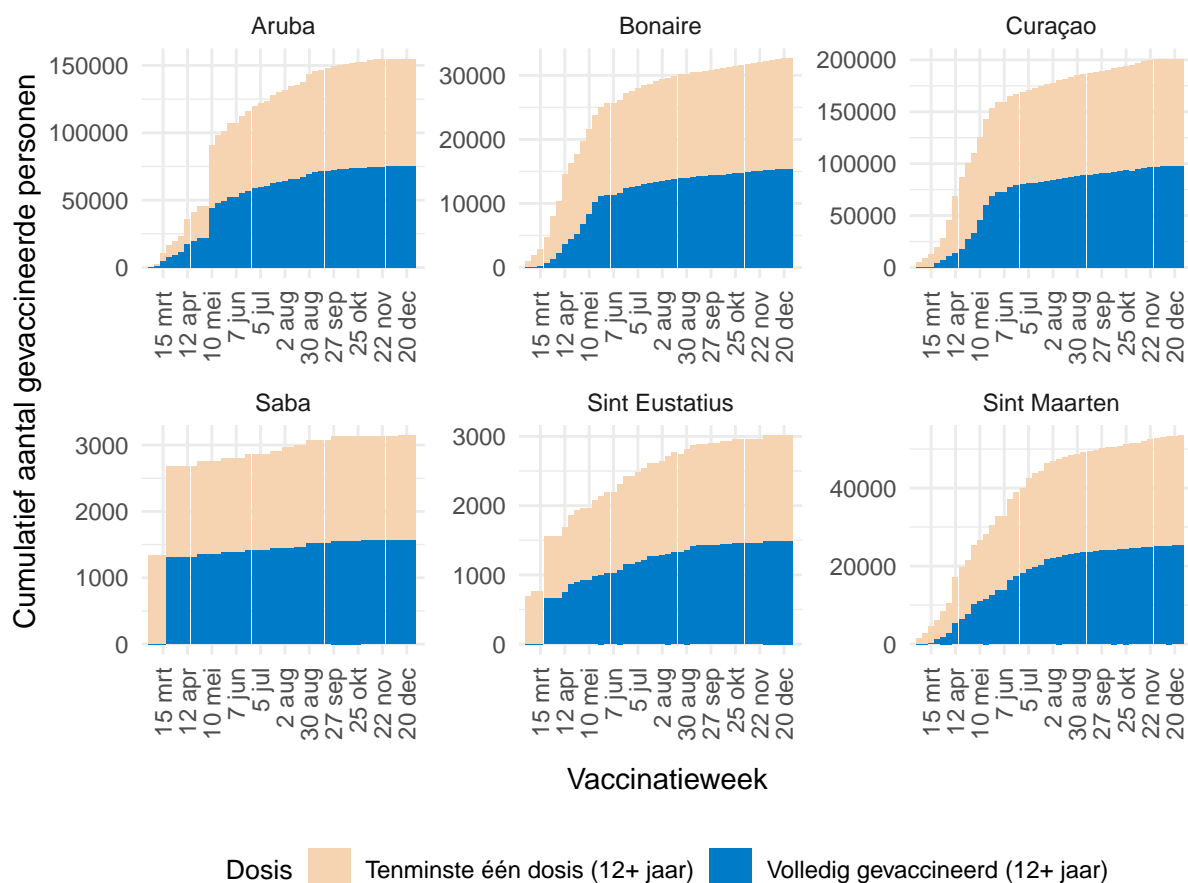 Aruba
Bonaire
Curaçao
Cumulatief aantal gevaccineerde personen
150000
100000
50000
0
30000
20000
10000
0
200000
150000
100000
50000
0
15 mrt
12 apr
10 mei
7 jun
5 jul
2 aug
30 aug
27 sep
25 okt
22 nov
20 dec
15 mrt
12 apr
10 mei
7 jun
5 jul
2 aug
30 aug
27 sep
25 okt
22 nov
20 dec
15 mrt
12 apr
10 mei
7 jun
5 jul
2 aug
30 aug
27 sep
25 okt
22 nov
20 dec
Saba
Sint Eustatius
Sint Maarten
3000
2000
1000
0
3000
2000
1000
0
40000
20000
0
15 mrt
12 apr
10 mei
7 jun
5 jul
2 aug
30 aug
27 sep
25 okt
22 nov
20 dec
15 mrt
12 apr
10 mei
7 jun
5 jul
2 aug
30 aug
27 sep
25 okt
22 nov
20 dec
15 mrt
12 apr
10 mei
7 jun
5 jul
2 aug
30 aug
27 sep
25 okt
22 nov
20 dec
Vaccinatieweek
Dosis Tenminste één dosis (12+ jaar) Volledig gevaccineerd (12+ jaar)